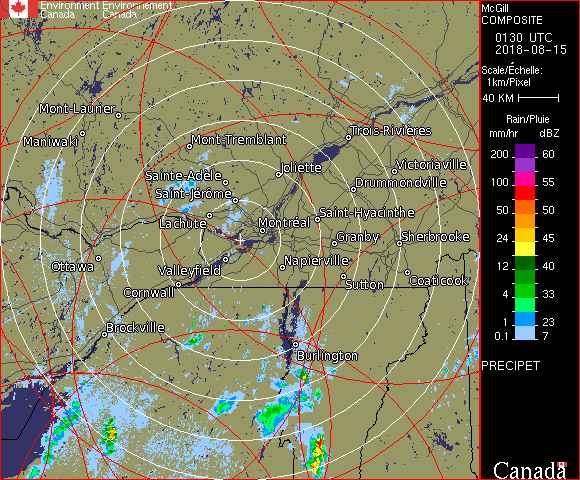 Environment Environnement
Canada Canada
McGill
COMPOSITE
0130 UTC
2018-08-15
Scale/Échelle:
1km/Pixel
40 KM
Rain/Pluie
mm/hr dBZ
200 60
100 55
50 50
24 45
12 40
4 33
1 23
0.1 7
PRECIPET
Canada
Mont-Laurier
Maniwaki
Mont-Tremblant
Trois-Rivières
Sainte-Adèle
Joliette
Victoriaville
Saint-Jérôme
Drummondville
Lachute
Montréal
Saint-Hyacinthe
Granby
Sherbrooke
Ottawa
Valleyfield
Napierville
Cornwall
Sutton
Coaticook
Brockville
Burlington